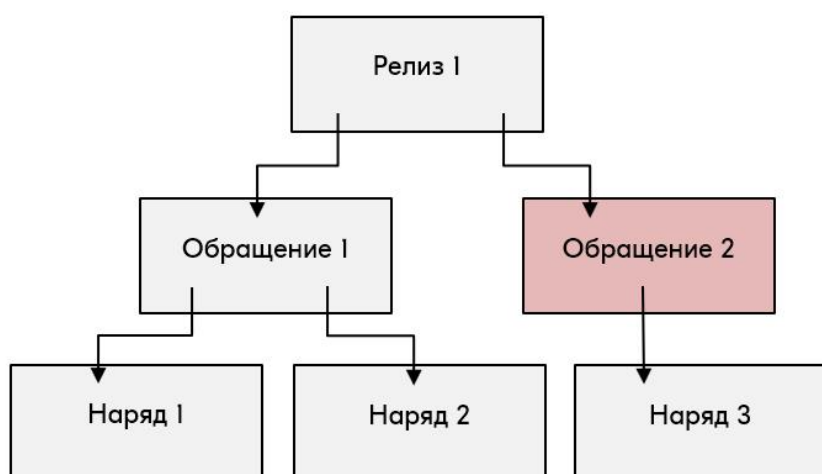 Релиз 1
Обращение 1
Обращение 2
Наряд 1
Наряд 2
Наряд 3